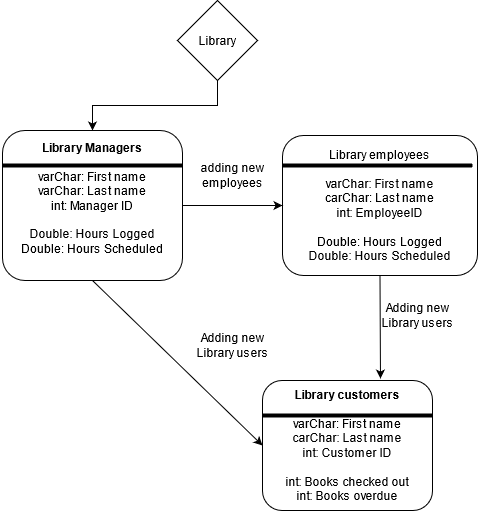 Library
Library Managers
varChar: First name
varChar: Last name
int: Manager ID
Double: Hours Logged
Double: Hours Scheduled
adding new
employees
Library employees
varChar: First name
carChar: Last name
int: EmployeeID
Double: Hours Logged
Double: Hours Scheduled
Adding new
Library users
Adding new
Library users
Library customers
varChar: First name
carChar: Last name
int: Customer ID
int: Books checked out
int: Books overdue